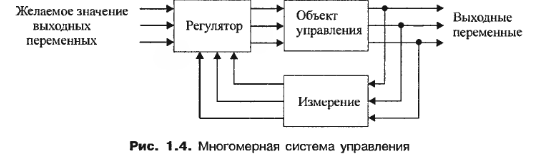 Желаемое значение
выходных
переменных
Регулятор
Объект
управления
Выходные
переменные
Измерение
Рис. 1.4. Многомерная система управления